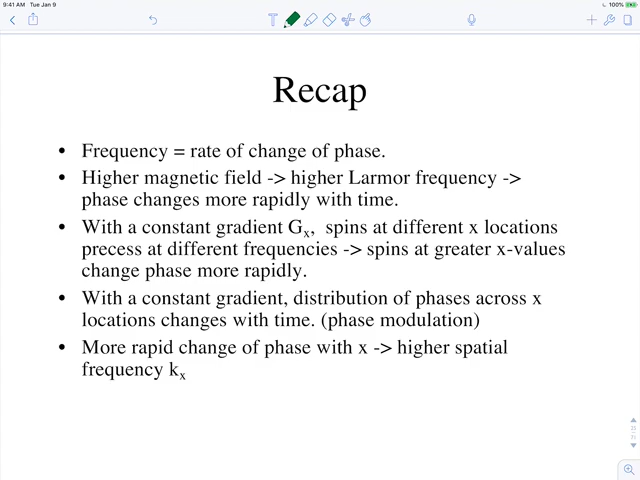 9:41 AM Tue Jan 9
100%
T
Recap
• Frequency = rate of change of phase.
• Higher magnetic field -> higher Larmor frequency ->
phase changes more rapidly with time.
• With a constant gradient Gx, spins at different x locations
precess at different frequencies -> spins at greater x-values
change phase more rapidly.
• With a constant gradient, distribution of phases across x
locations changes with time. (phase modulation)
• More rapid change of phase with x -> higher spatial
frequency kx